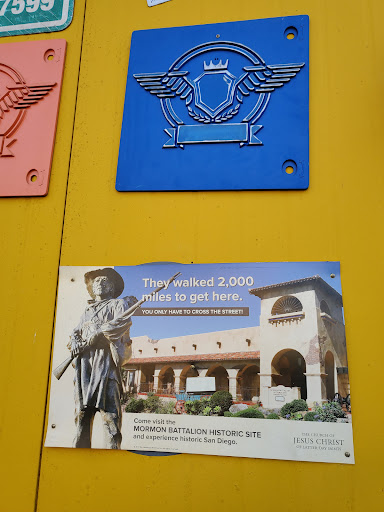 7599
They walked 2,000
miles to get here.
YOU ONLY HAVE TO CROSS THE STREET!
Come visit the
MORMON BATTALION HISTORIC SITE
and experience historic San Diego.
THE CHURCH OF
JESUS CHRIST
OF LATTER-DAY SAINTS